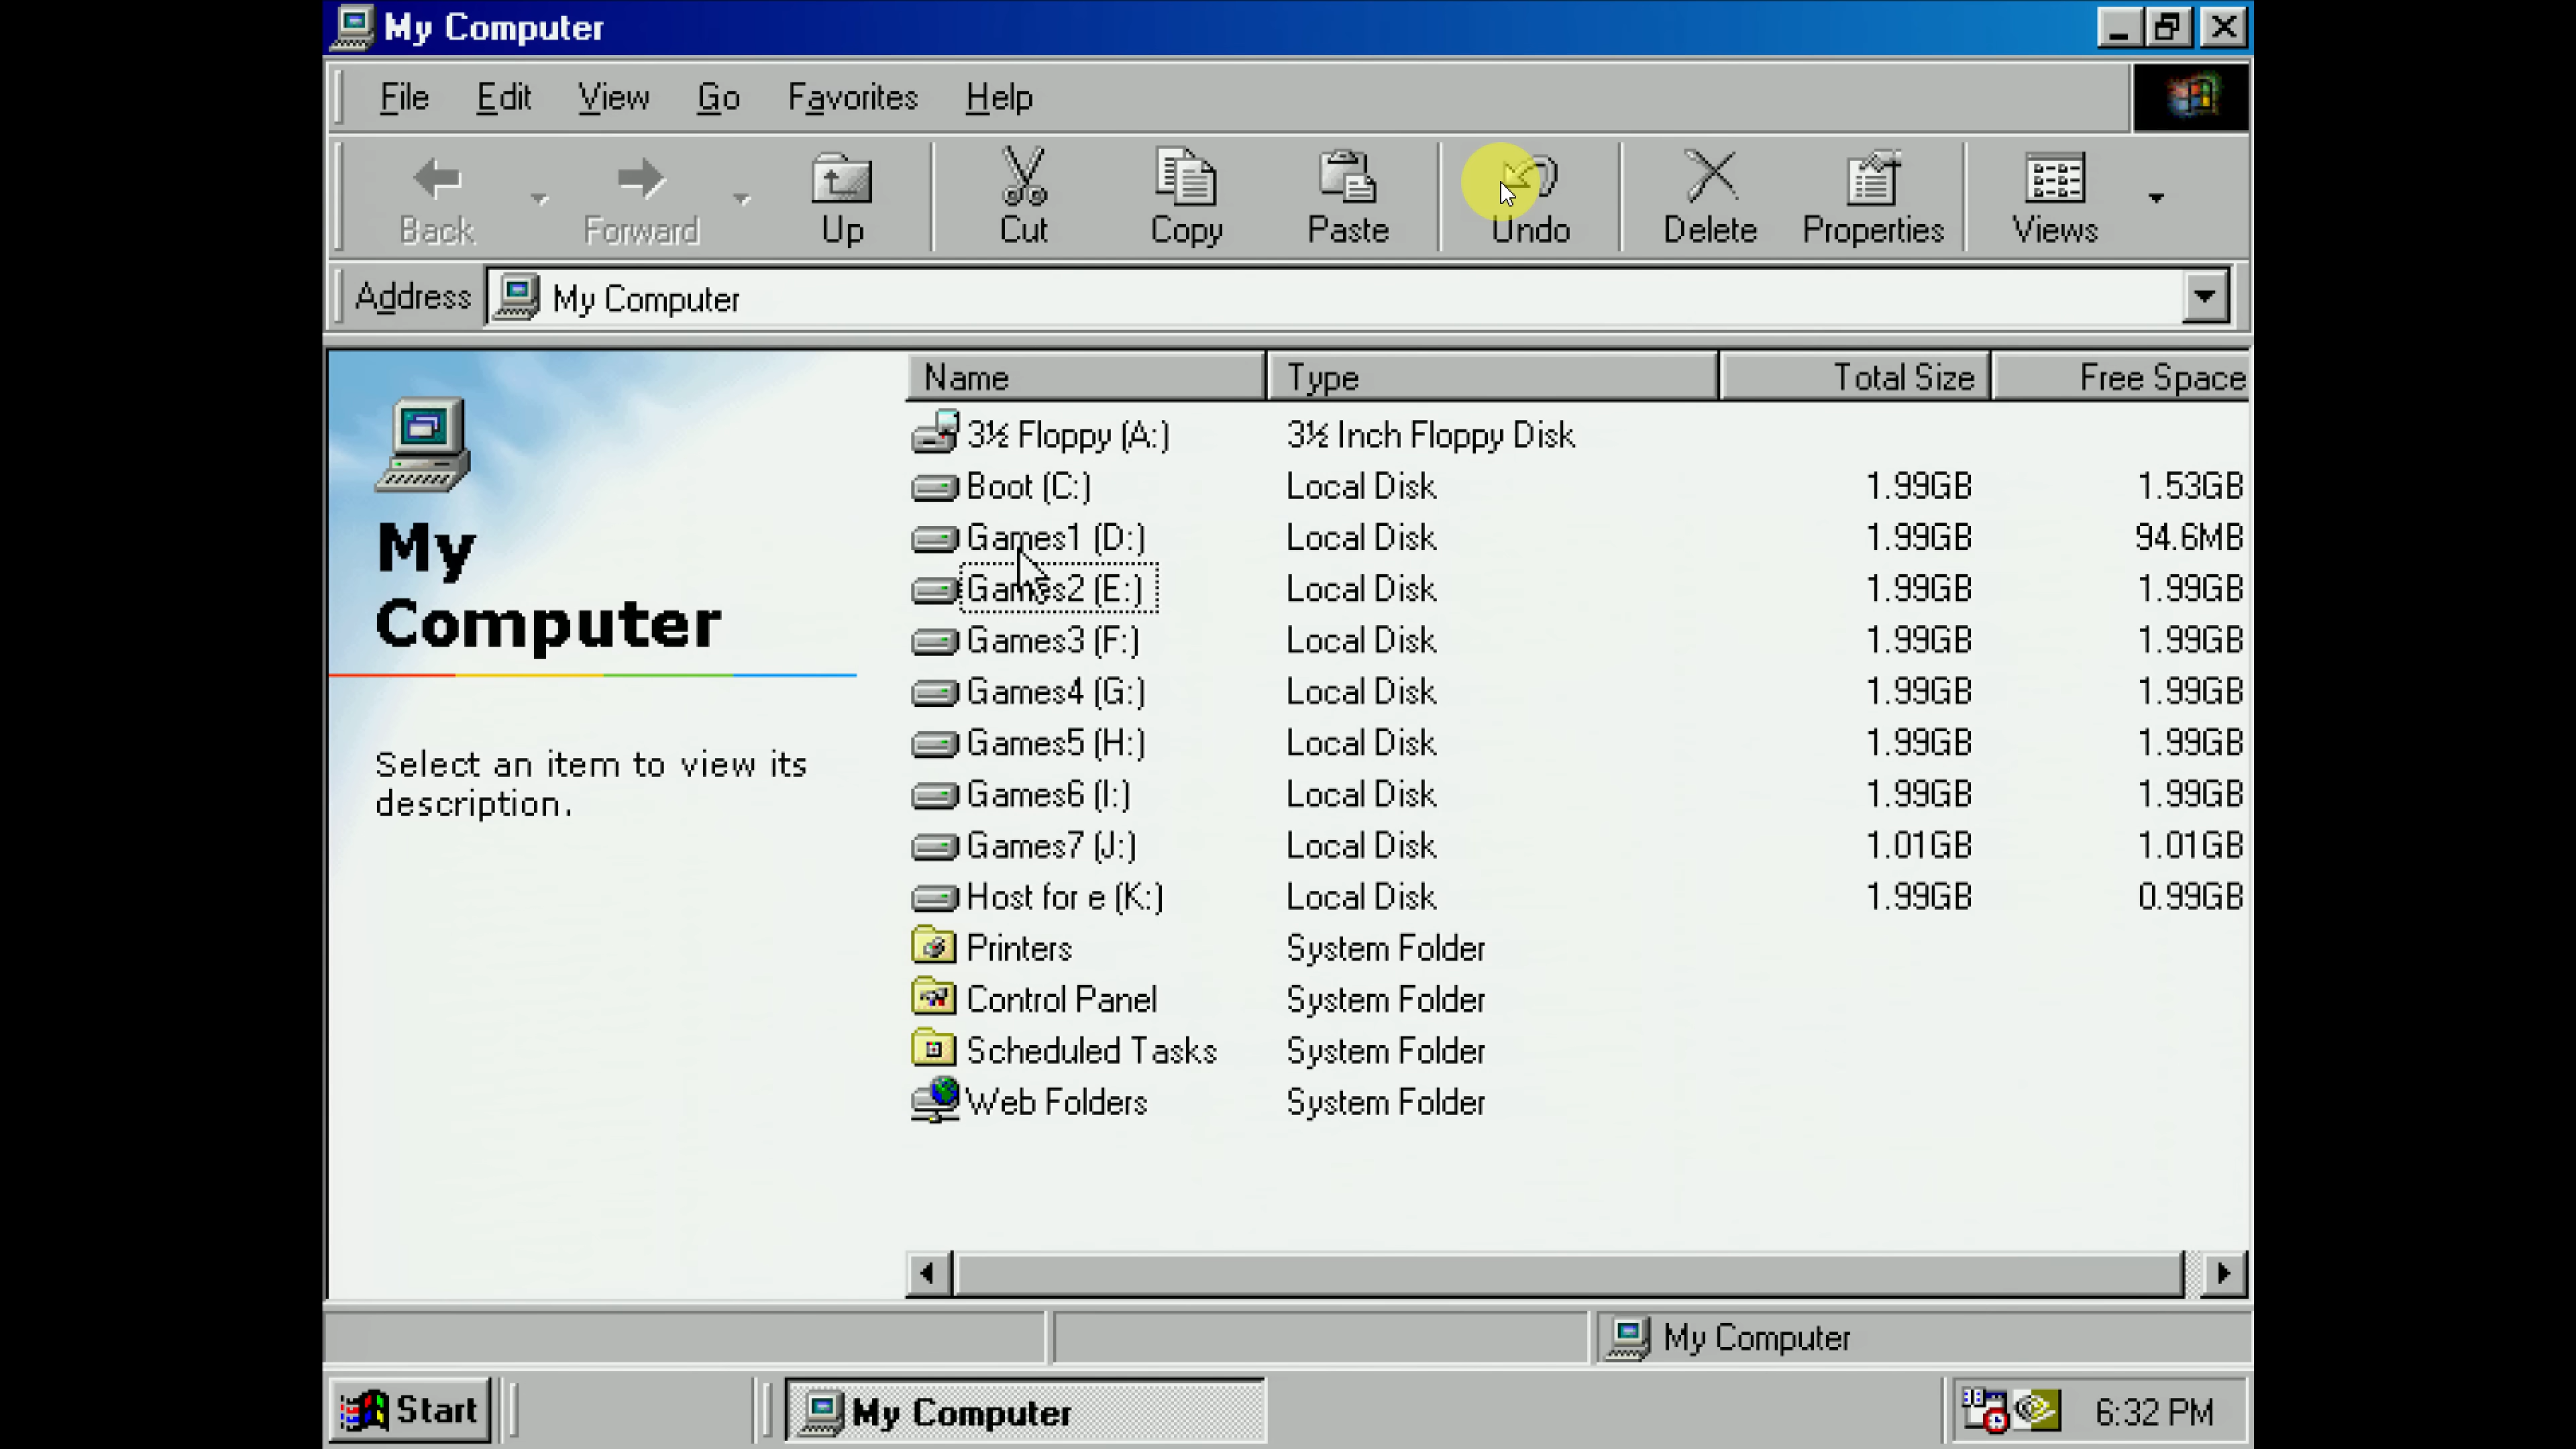 My Computer
File Edit View Go Favorites Help
Back Forward Up Cut Copy Paste Undo Delete Properties Views
Address My Computer
Name Type Total Size Free Space
3½ Floppy (A:) 3½ Inch Floppy Disk
Boot (C:) Local Disk 1.99GB 1.53GB
Games1 (D:) Local Disk 1.99GB 94.6MB
Games2 (E:) Local Disk 1.99GB 1.99GB
Games3 (F:) Local Disk 1.99GB 1.99GB
Games4 (G:) Local Disk 1.99GB 1.99GB
Games5 (H:) Local Disk 1.99GB 1.99GB
Games6 (I:) Local Disk 1.99GB 1.99GB
Games7 (J:) Local Disk 1.01GB 1.01GB
Host for e (K:) Local Disk 1.99GB 0.99GB
Printers System Folder
Control Panel System Folder
Scheduled Tasks System Folder
Web Folders System Folder
My
Computer
Select an item to view its
description.
My Computer
Start My Computer 6:32 PM